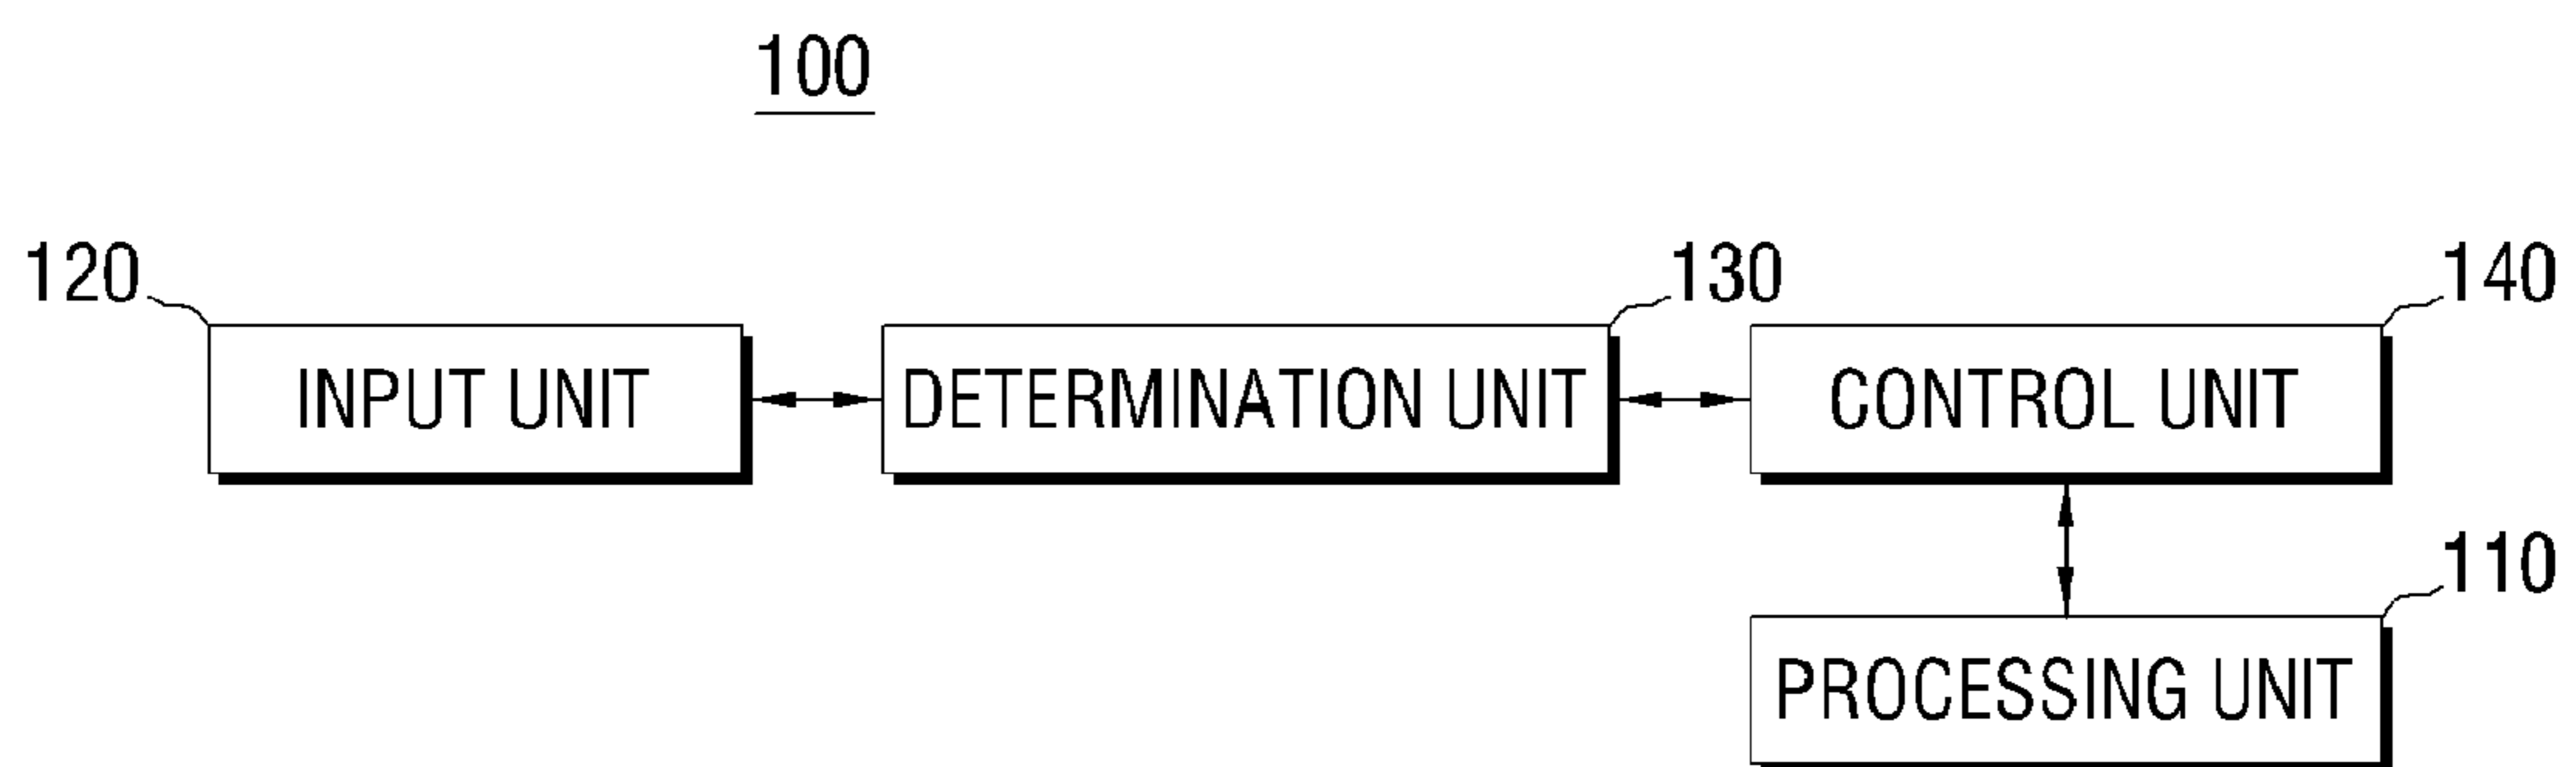 100
120
130
140
INPUT UNIT
DETERMINATION UNIT
CONTROL UNIT
110
PROCESSING UNIT